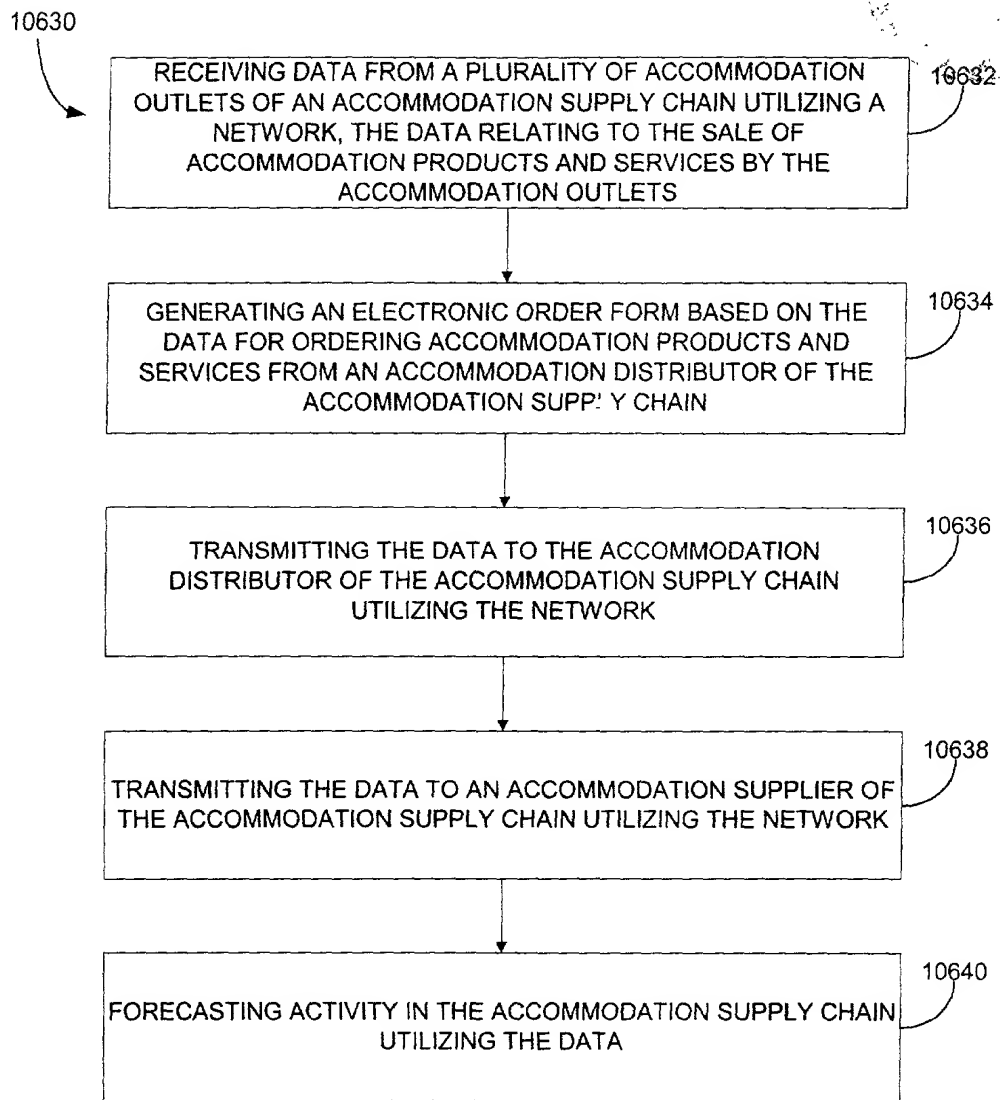 10630
RECEIVING DATA FROM A PLURALITY OF ACCOMMODATION
OUTLETS OF AN ACCOMMODATION SUPPLY CHAIN UTILIZING A
NETWORK, THE DATA RELATING TO THE SALE OF
ACCOMMODATION PRODUCTS AND SERVICES BY THE
ACCOMMODATION OUTLETS
10632
GENERATING AN ELECTRONIC ORDER FORM BASED ON THE
DATA FOR ORDERING ACCOMMODATION PRODUCTS AND
SERVICES FROM AN ACCOMMODATION DISTRIBUTOR OF THE
ACCOMMODATION SUPPLY CHAIN
10634
TRANSMITTING THE DATA TO THE ACCOMMODATION
DISTRIBUTOR OF THE ACCOMMODATION SUPPLY CHAIN
UTILIZING THE NETWORK
10636
TRANSMITTING THE DATA TO AN ACCOMMODATION SUPPLIER OF
THE ACCOMMODATION SUPPLY CHAIN UTILIZING THE NETWORK
10638
FORECASTING ACTIVITY IN THE ACCOMMODATION SUPPLY CHAIN
UTILIZING THE DATA
10640